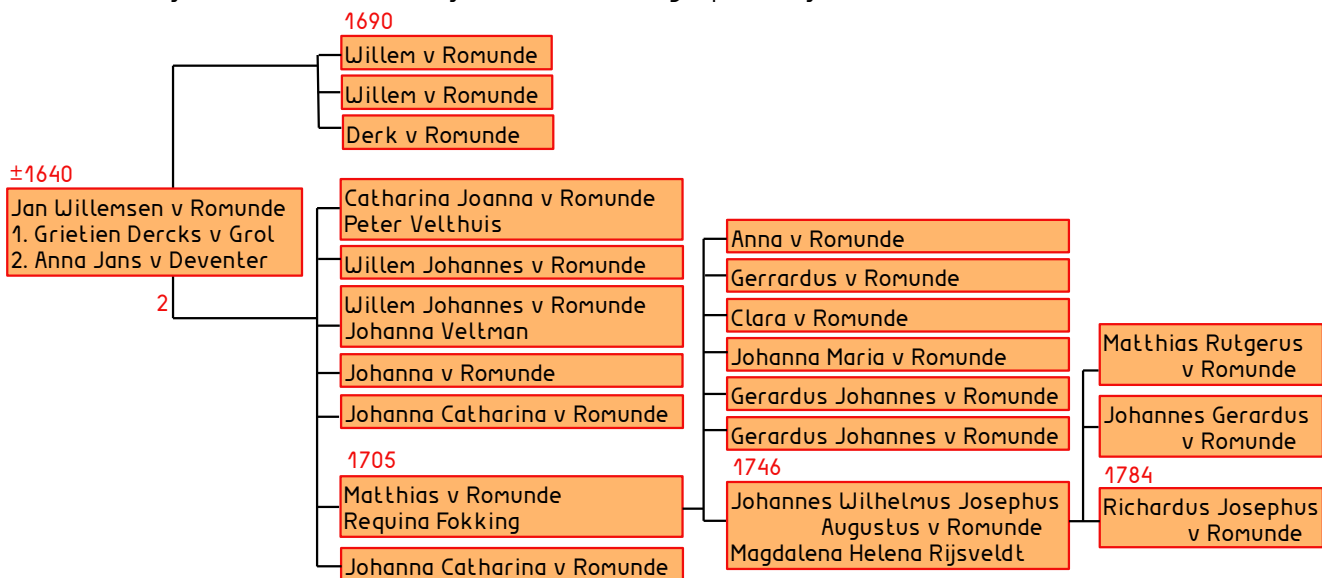 1690
Willem v Romunde
Willem v Romunde
Derk v Romunde
±1640
Jan Willemsen v Romunde
1. Grietien Dercks v Grol
2. Anna Jans v Deventer
2
Catharina Joanna v Romunde
Peter Velthuis
Willem Johannes v Romunde
Willem Johannes v Romunde
Johanna Veltman
Johanna v Romunde
Johanna Catharina v Romunde
1705
Matthias v Romunde
Requina Fokking
Johanna Catharina v Romunde
Anna v Romunde
Gerrardus v Romunde
Clara v Romunde
Johanna Maria v Romunde
Gerardus Johannes v Romunde
Gerardus Johannes v Romunde
1746
Johannes Wilhelmus Josephus
Augustus v Romunde
Magdalena Helena Rijsveldt
Matthias Rutgerus
v Romunde
Johannes Gerardus
v Romunde
1784
Richardus Josephus
v Romunde